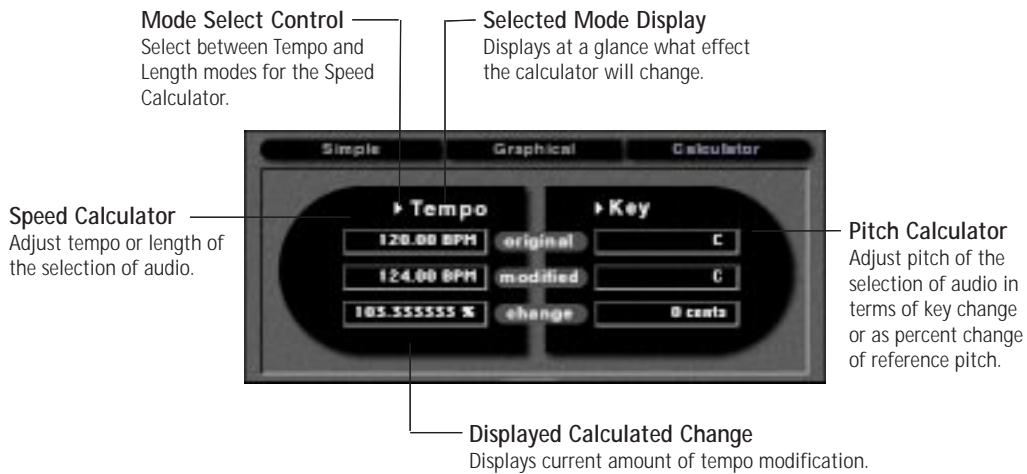 Mode Select Control
Select between Tempo and
Length modes for the Speed
Calculator.
Selected Mode Display
Displays at a glance what effect
the calculator will change.
Simple
Graphical
Calculator
Speed Calculator
Adjust tempo or length of
the selection of audio.
Tempo
Key
120.00 BPM
original
C
124.00 BPM
modified
C
103.333333 %
change
0 cents
Pitch Calculator
Adjust pitch of the
selection of audio in
terms of key change
or as percent change
of reference pitch.
Displayed Calculated Change
Displays current amount of tempo modification.